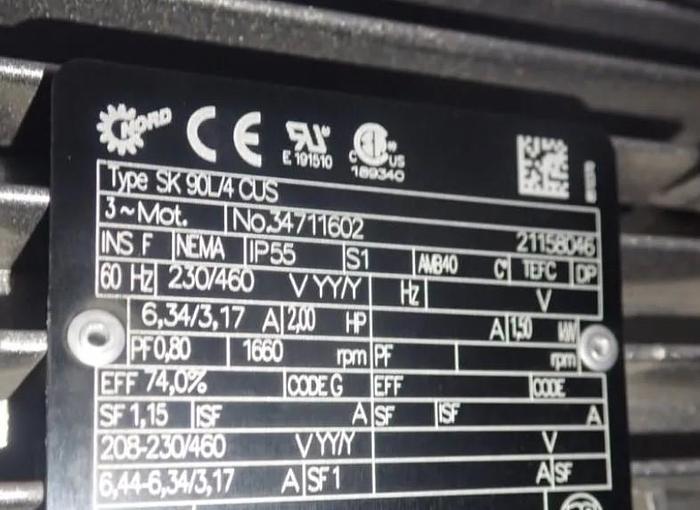 NORD CE RU C US
E 191510 189340
Type SK 90L/4 CUS
3~Mot. No.34711602 21158046
INS F NEMA IP55 S1 AMB40 C° TEFC DP
60 Hz 230/460 V YY/Y Hz V
6,34/3,17 A 2,00 HP A 1,50 kW
PF0,80 1660 rpm PF rpm
EFF 74,0% CODE G EFF CODE
SF 1,15 ISF A SF ISF A
208-230/460 V YY/Y V
6,44-6,34/3,17 A SF 1 A SF